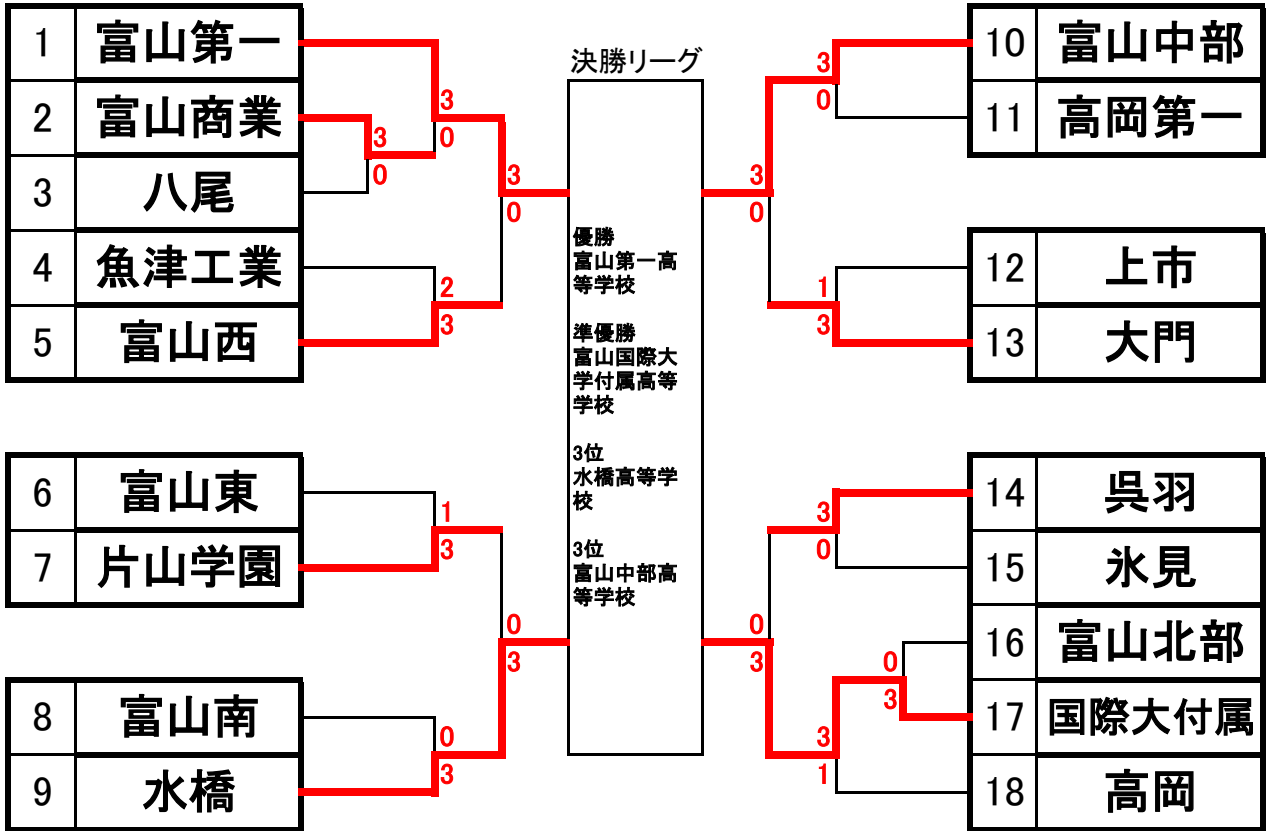 1 富山第一
2 富山商業
3 八尾
4 魚津工業
5 富山西
3
0
3
0
2
3
3
0
6 富山東
7 片山学園
8 富山南
9 水橋
1
3
0
3
0
3
決勝リーグ
優勝
富山第一高
等学校
準優勝
富山国際大
学付属高等
学校
3位
水橋高等学
校
3位
富山中部高
等学校
3
0
3
0
1
3
10 富山中部
11 高岡第一
12 上市
13 大門
3
0
0
3
0
3
3
1
14 呉羽
15 氷見
16 富山北部
17 国際大付属
18 高岡